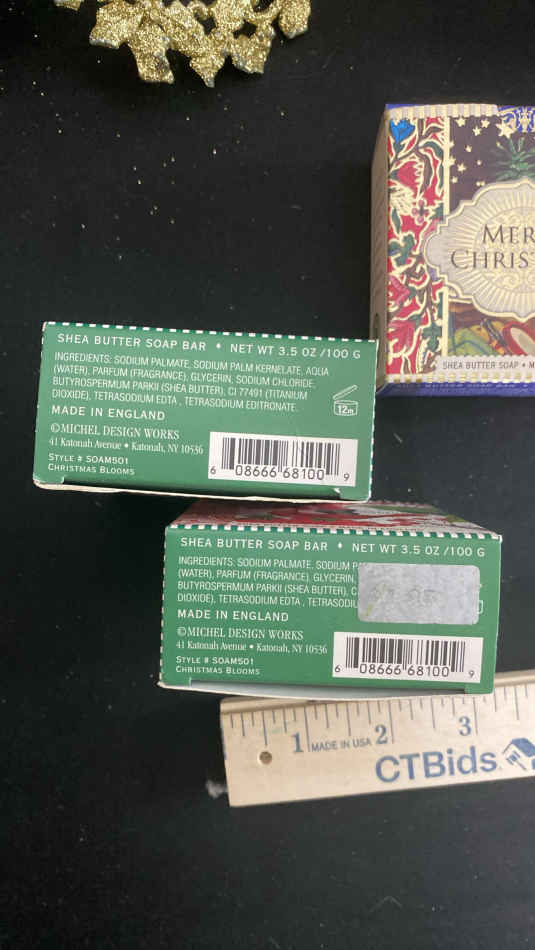 MER
CHRIST
SHEA BUTTER SOAP • M
SHEA BUTTER SOAP BAR ♦ NET WT 3.5 OZ /100 G
INGREDIENTS: SODIUM PALMATE, SODIUM PALM KERNELATE, AQUA
(WATER), PARFUM (FRAGRANCE), GLYCERIN, SODIUM CHLORIDE,
BUTYROSPERMUM PARKII (SHEA BUTTER), CI 77491 (TITANIUM
DIOXIDE), TETRASODIUM EDTA , TETRASODIUM EDITRONATE.
12m
MADE IN ENGLAND
©MICHEL DESIGN WORKS
41 Katonah Avenue • Katonah, NY 10536
STYLE # SOAM501
CHRISTMAS BLOOMS
6 08666 68100 9
SHEA BUTTER SOAP BAR ♦ NET WT 3.5 OZ /100 G
INGREDIENTS: SODIUM PALMATE, SODIUM PA
(WATER), PARFUM (FRAGRANCE), GLYCERIN,
BUTYROSPERMUM PARKII (SHEA BUTTER), C
DIOXIDE), TETRASODIUM EDTA , TETRASODIU
MADE IN ENGLAND
©MICHEL DESIGN WORKS
41 Katonah Avenue • Katonah, NY 10536
STYLE # SOAM501
CHRISTMAS BLOOMS
6 08666 68100 9
1 MADE IN USA 2 3
CTBids